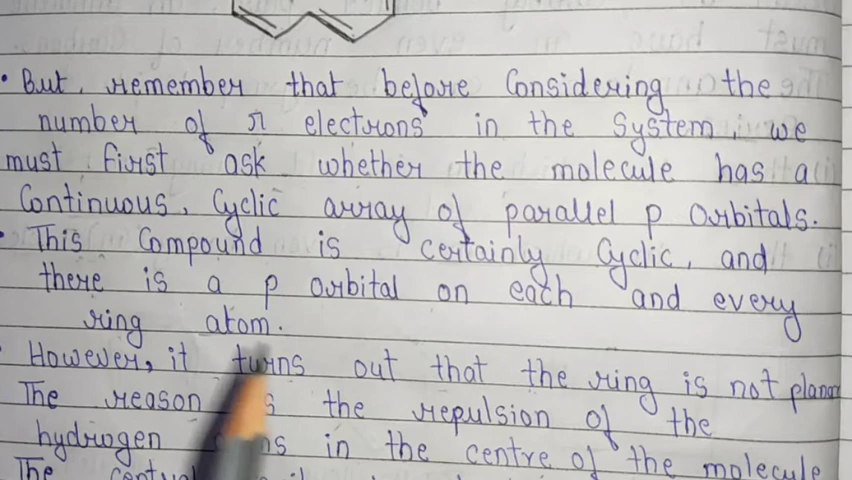 • But, remember that before Considering the
number of π electrons in the System, we
must first ask whether the molecule has a
Continuous, Cyclic array of parallel p orbitals.
• This Compound is certainly Cyclic, and
there is a p orbital on each and every
ring atom.
• However, it turns out that the ring is not planar
The reason is the repulsion of the
hydrogen in the centre of the molecule
The